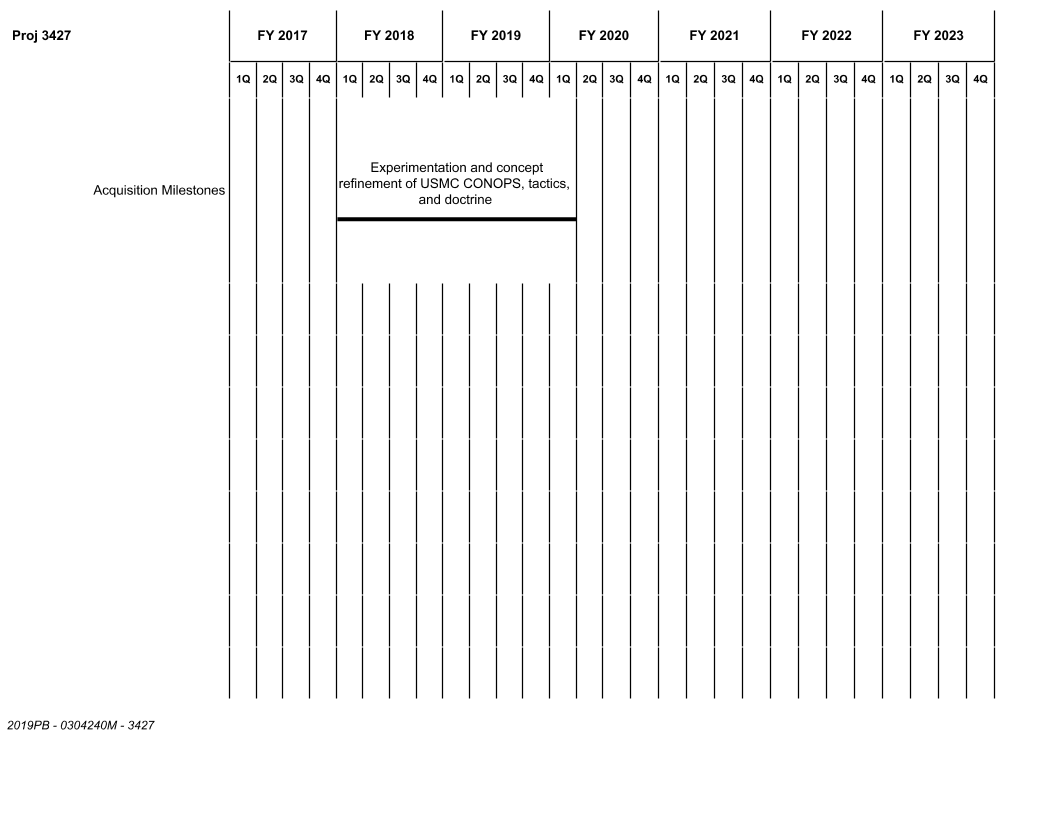 Proj 3427 FY 2017 FY 2018 FY 2019 FY 2020 FY 2021 FY 2022 FY 2023
1Q 2Q 3Q 4Q 1Q 2Q 3Q 4Q 1Q 2Q 3Q 4Q 1Q 2Q 3Q 4Q 1Q 2Q 3Q 4Q 1Q 2Q 3Q 4Q 1Q 2Q 3Q 4Q
Acquisition Milestones
Experimentation and concept
refinement of USMC CONOPS, tactics,
and doctrine
2019PB - 0304240M - 3427